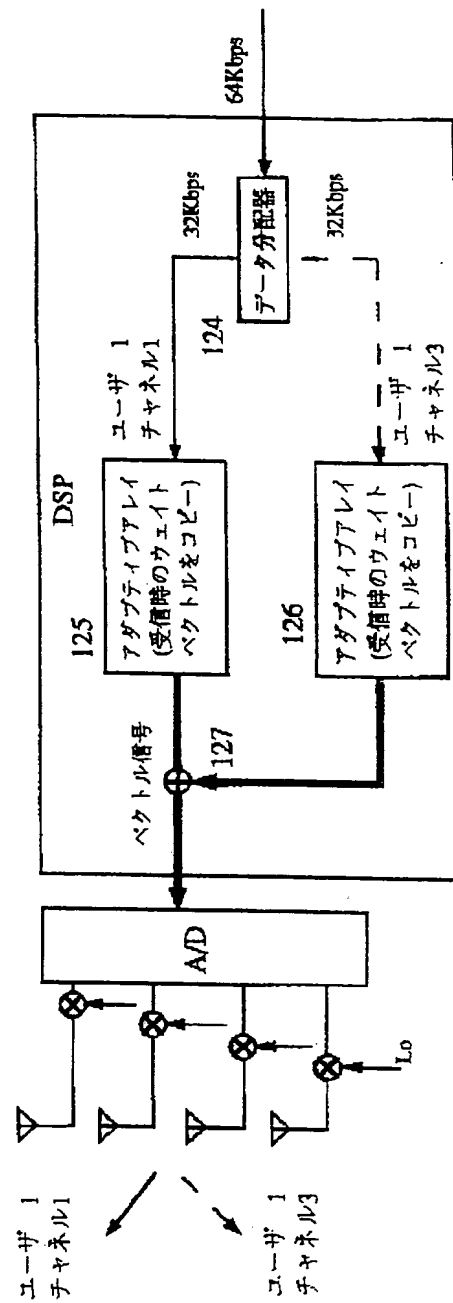 ユーザ 1
チャネル1
ユーザ 1
チャネル3
Lo
A/D
DSP
ベクトル信号
127
125
アダプティブアレイ
(受信時のウェイト
ベクトルをコピー)
126
アダプティブアレイ
(受信時のウェイト
ベクトルをコピー)
ユーザ 1
チャネル1
ユーザ 1
チャネル3
124
データ分配器
32Kbps
32Kbps
64Kbps